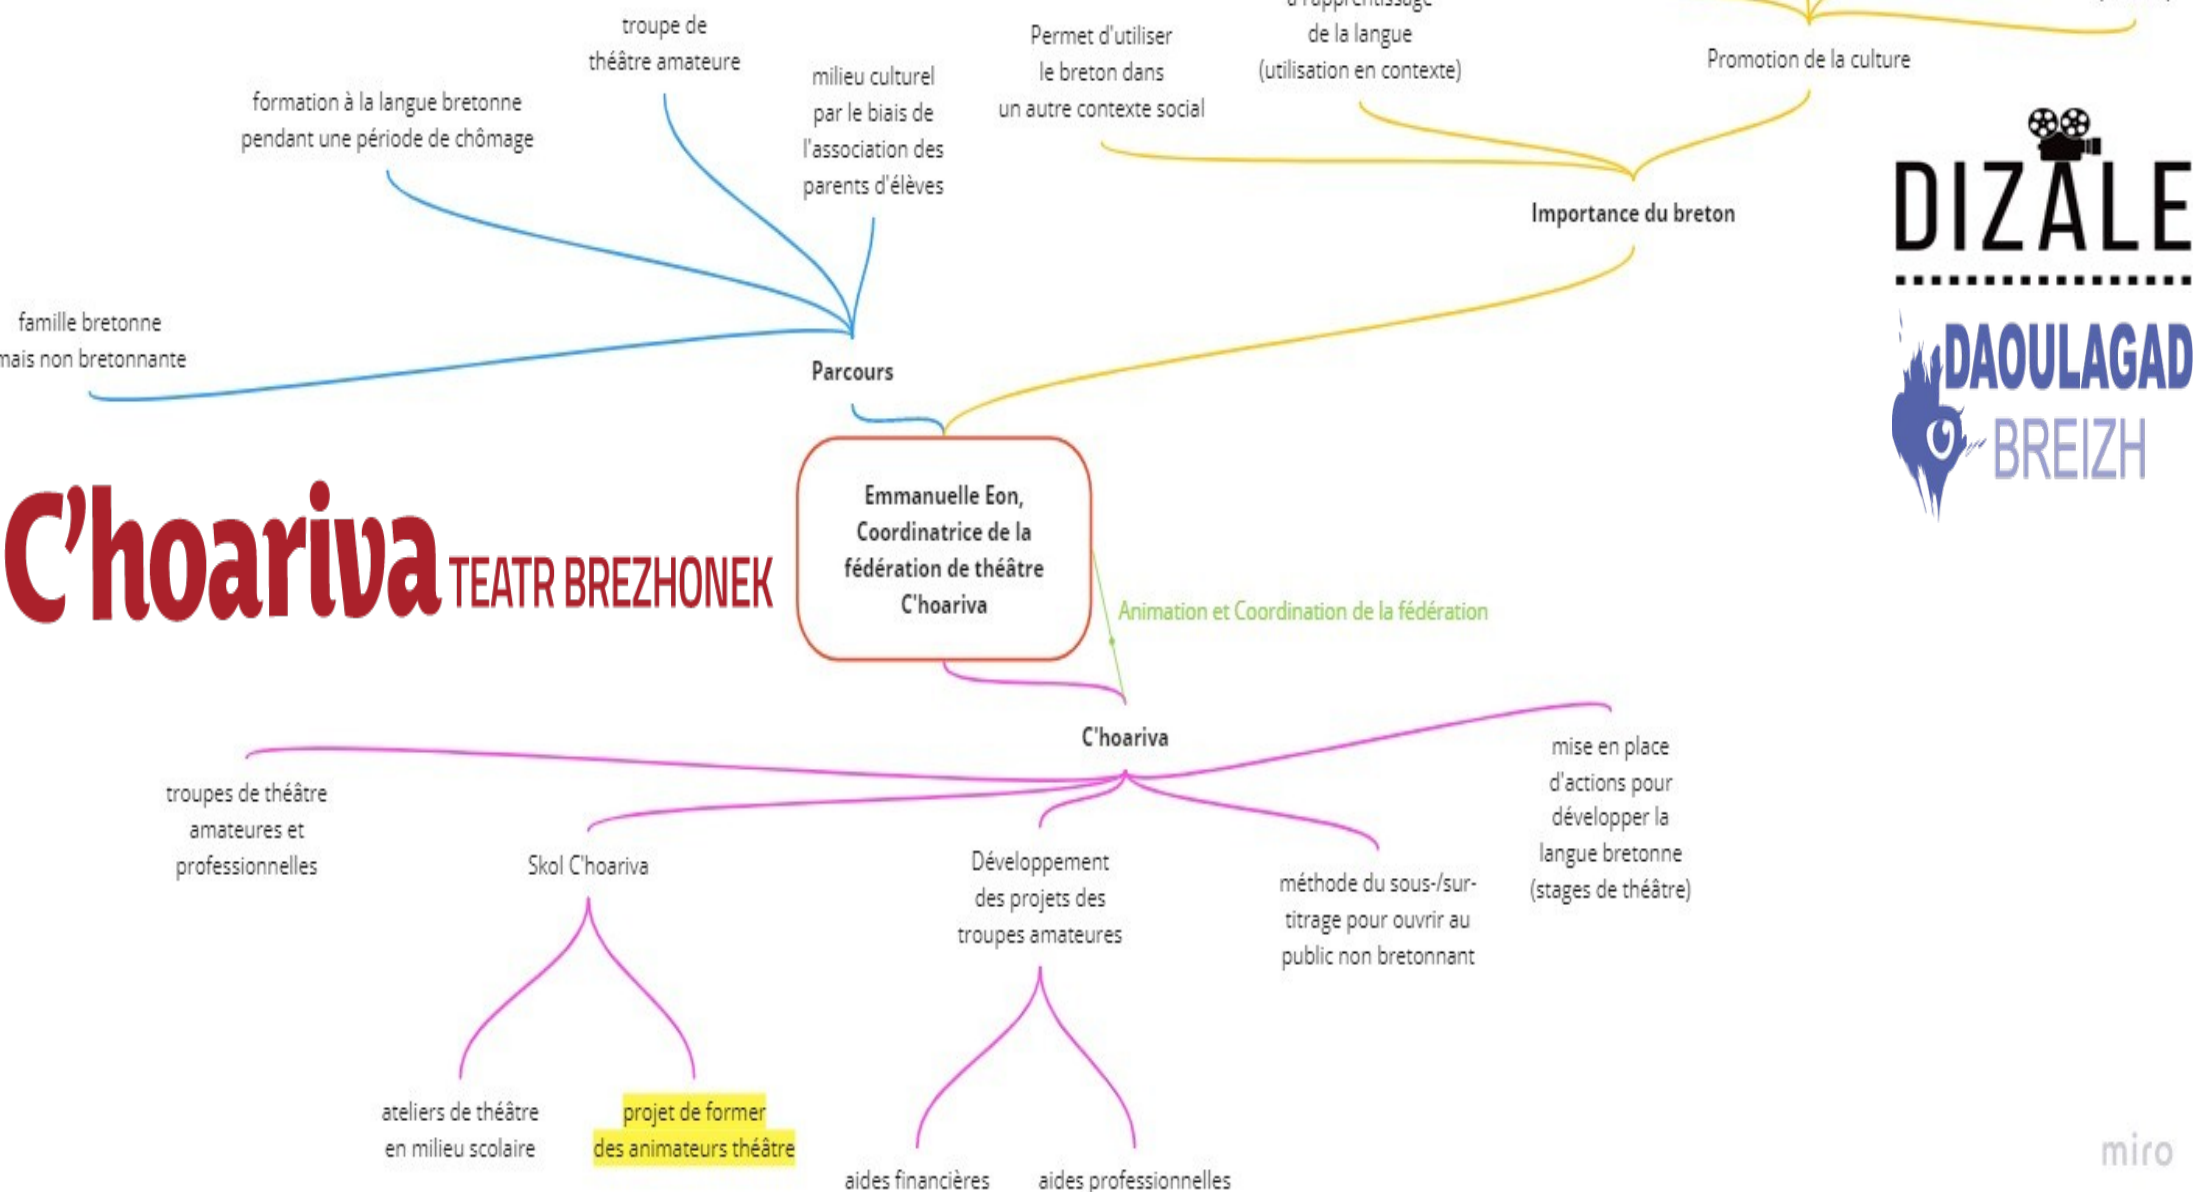 troupe de
théâtre amateure
formation à la langue bretonne
pendant une période de chômage
milieu culturel
par le biais de
l'association des
parents d'élèves
famille bretonne
mais non bretonnante
Parcours
Permet d'utiliser
le breton dans
un autre contexte social
à l'apprentissage
de la langue
(utilisation en contexte)
Promotion de la culture
Importance du breton
DIZALE
DAOULAGAD
BREIZH
C'hoariva TEATR BREZHONEK
Emmanuelle Eon,
Coordinatrice de la
fédération de théâtre
C'hoariva
Animation et Coordination de la fédération
C'hoariva
troupes de théâtre
amateures et
professionnelles
Skol C'hoariva
ateliers de théâtre
en milieu scolaire
projet de former
des animateurs théâtre
Développement
des projets des
troupes amateures
aides financières
aides professionnelles
méthode du sous-/sur-
titrage pour ouvrir au
public non bretonnant
mise en place
d'actions pour
développer la
langue bretonne
(stages de théâtre)
miro